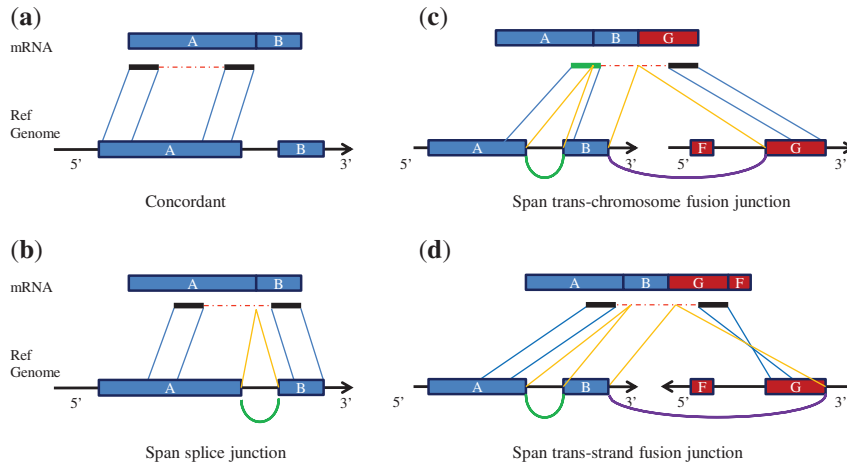 (a)
mRNA
A B
Ref
Genome
A B
5’ 3’
Concordant
(b)
mRNA
A B
Ref
Genome
A B
5’ 3’
Span splice junction
(c)
A B G
A B F G
5’ 3’ 5’ 3’
Span trans-chromosome fusion junction
(d)
A B G F
A B F G
5’ 3’ 5’ 3’
Span trans-strand fusion junction